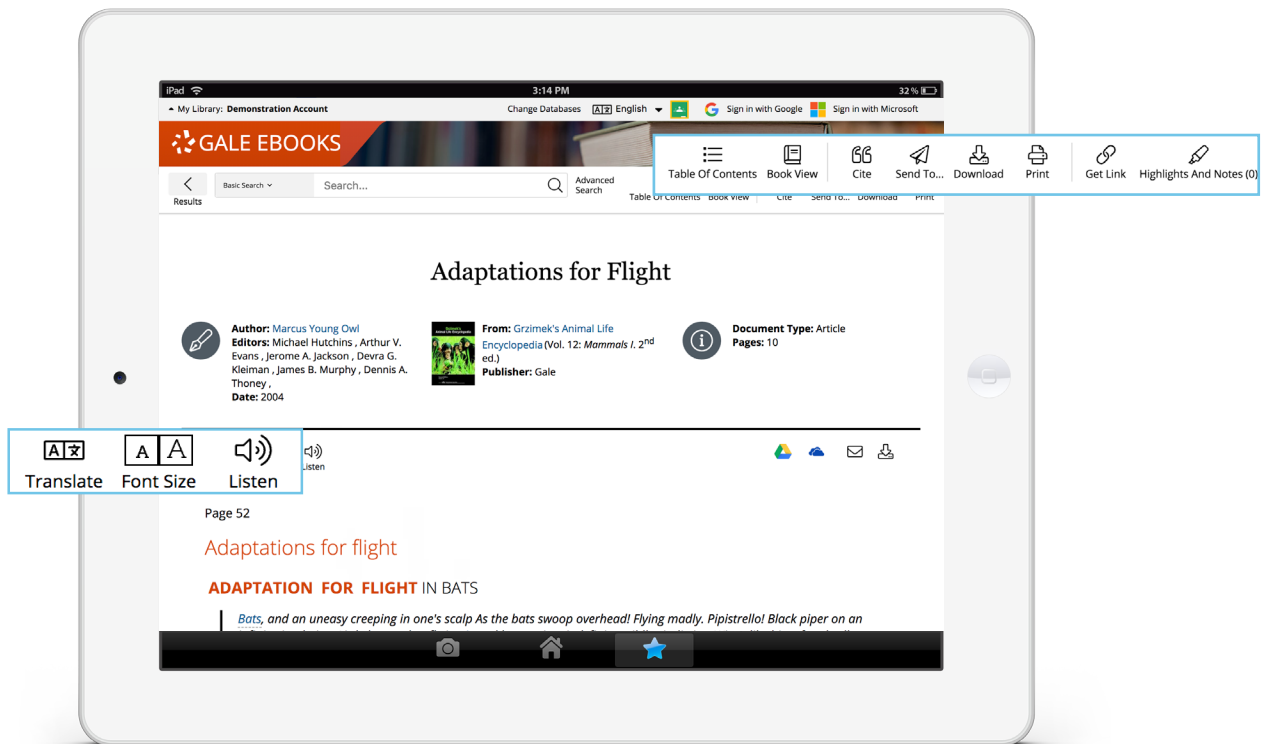 iPad
3:14 PM
32 %
My Library: Demonstration Account
Change Databases
English
Sign in with Google
Sign in with Microsoft
GALE EBOOKS
Table Of Contents
Book View
Cite
Send To...
Download
Print
Get Link
Highlights And Notes (0)
Results
Basic Search
Search...
Advanced
Search
Table Of Contents
Book View
Cite
Send To...
Download
Print
Adaptations for Flight
Author: Marcus Young Owl
Editors: Michael Hutchins , Arthur V.
Evans , Jerome A. Jackson , Devra G.
Kleiman , James B. Murphy , Dennis A.
Thoney ,
Date: 2004
Grzimek's
Animal Life Encyclopedia
From: Grzimek's Animal Life
Encyclopedia (Vol. 12: Mammals I. 2nd
ed.)
Publisher: Gale
Document Type: Article
Pages: 10
A A
Translate
Font Size
Listen
Listen
Page 52
Adaptations for flight
ADAPTATION FOR FLIGHT IN BATS
Bats, and an uneasy creeping in one's scalp As the bats swoop overhead! Flying madly. Pipistrello! Black piper on an